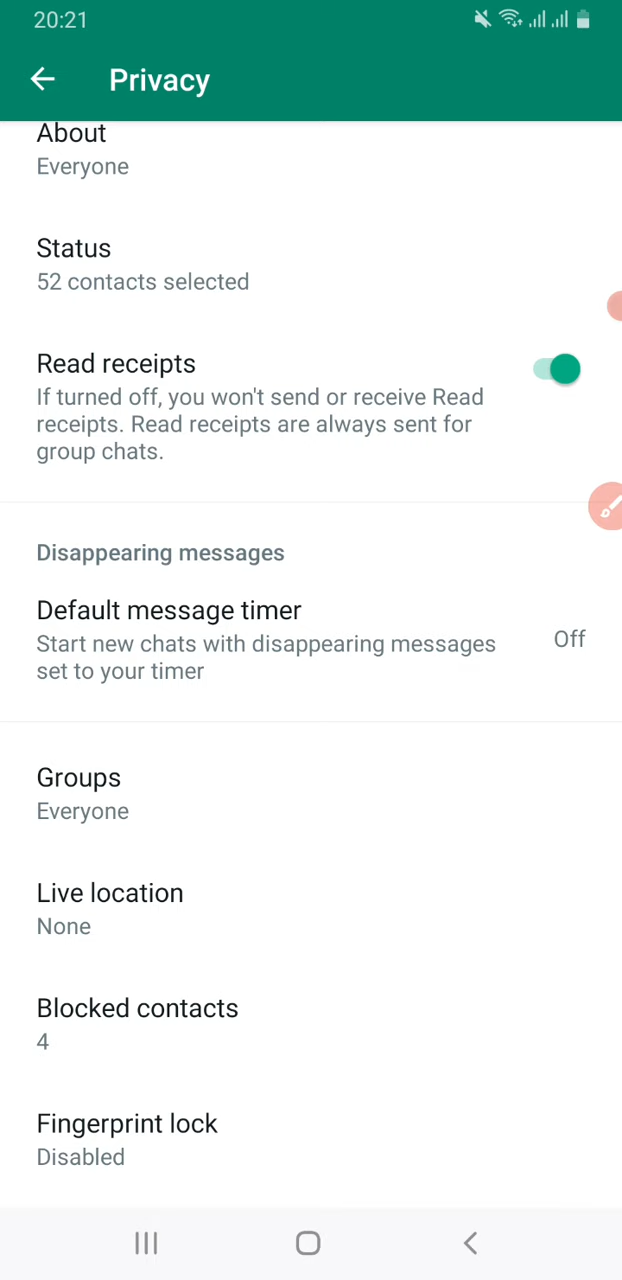 20:21
Privacy
About
Everyone
Status
52 contacts selected
Read receipts
If turned off, you won't send or receive Read
receipts. Read receipts are always sent for
group chats.
Disappearing messages
Default message timer
Start new chats with disappearing messages
set to your timer
Off
Groups
Everyone
Live location
None
Blocked contacts
4
Fingerprint lock
Disabled